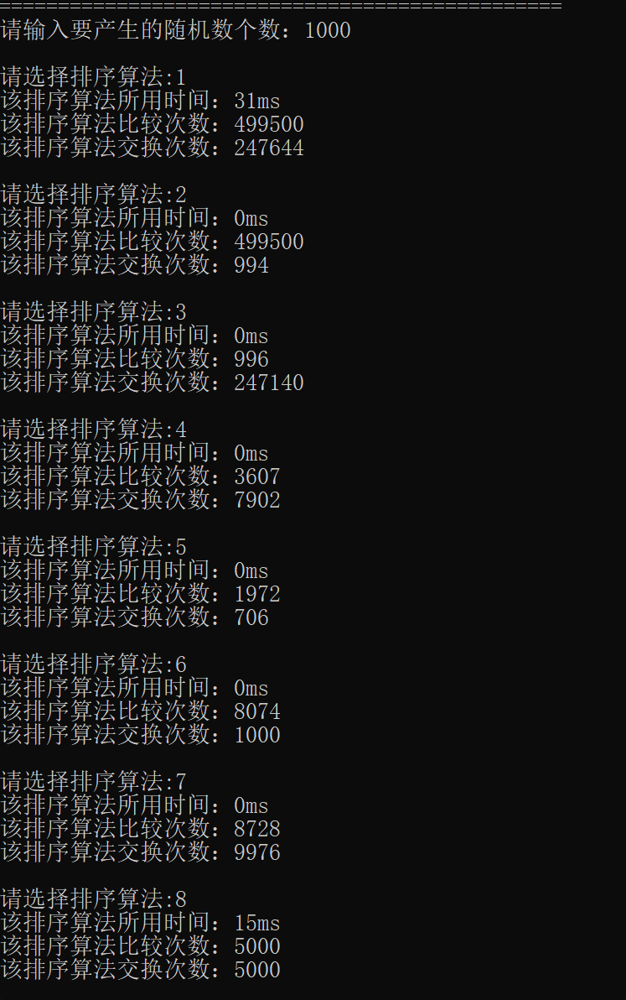 ================================================
请输入要产生的随机数个数：1000
请选择排序算法:1
该排序算法所用时间：31ms
该排序算法比较次数：499500
该排序算法交换次数：247644
请选择排序算法:2
该排序算法所用时间：0ms
该排序算法比较次数：499500
该排序算法交换次数：994
请选择排序算法:3
该排序算法所用时间：0ms
该排序算法比较次数：996
该排序算法交换次数：247140
请选择排序算法:4
该排序算法所用时间：0ms
该排序算法比较次数：3607
该排序算法交换次数：7902
请选择排序算法:5
该排序算法所用时间：0ms
该排序算法比较次数：1972
该排序算法交换次数：706
请选择排序算法:6
该排序算法所用时间：0ms
该排序算法比较次数：8074
该排序算法交换次数：1000
请选择排序算法:7
该排序算法所用时间：0ms
该排序算法比较次数：8728
该排序算法交换次数：9976
请选择排序算法:8
该排序算法所用时间：15ms
该排序算法比较次数：5000
该排序算法交换次数：5000